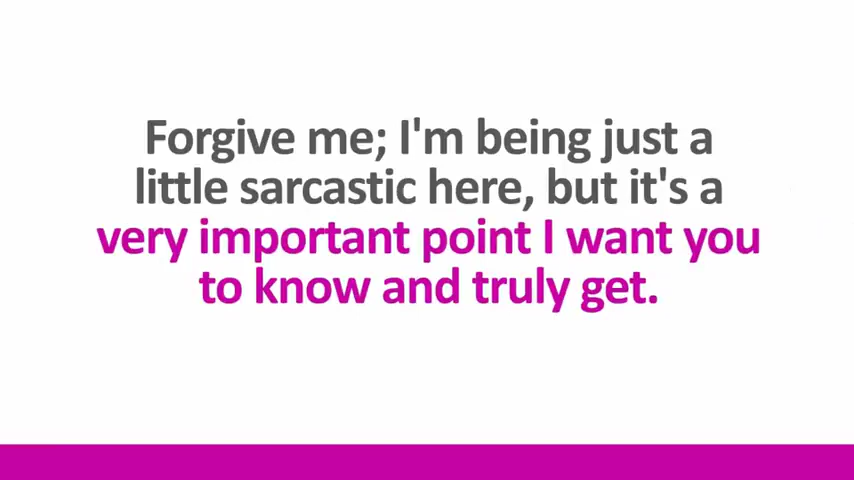 Forgive me; I'm being just a
little sarcastic here, but it's a
very important point I want you
to know and truly get.